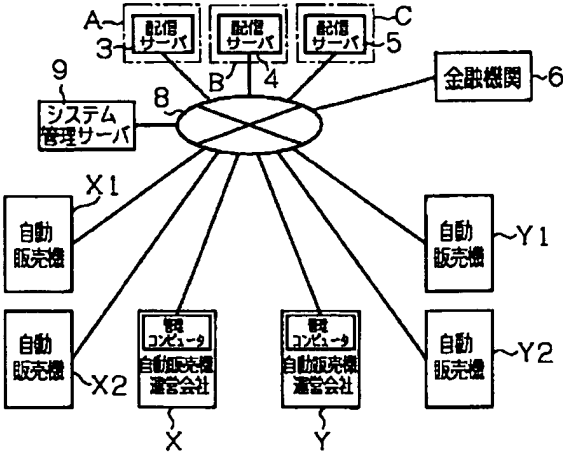 A
配信
サーバ
3
配信
サーバ
B
4
配信
サーバ
C
5
金融機関
6
9
システム
管理サーバ
8
X1
自動
販売機
自動
販売機
Y1
自動
販売機
X2
管理
コンピュータ
自動販売機
運営会社
X
管理
コンピュータ
自動販売機
運営会社
Y
自動
販売機
Y2